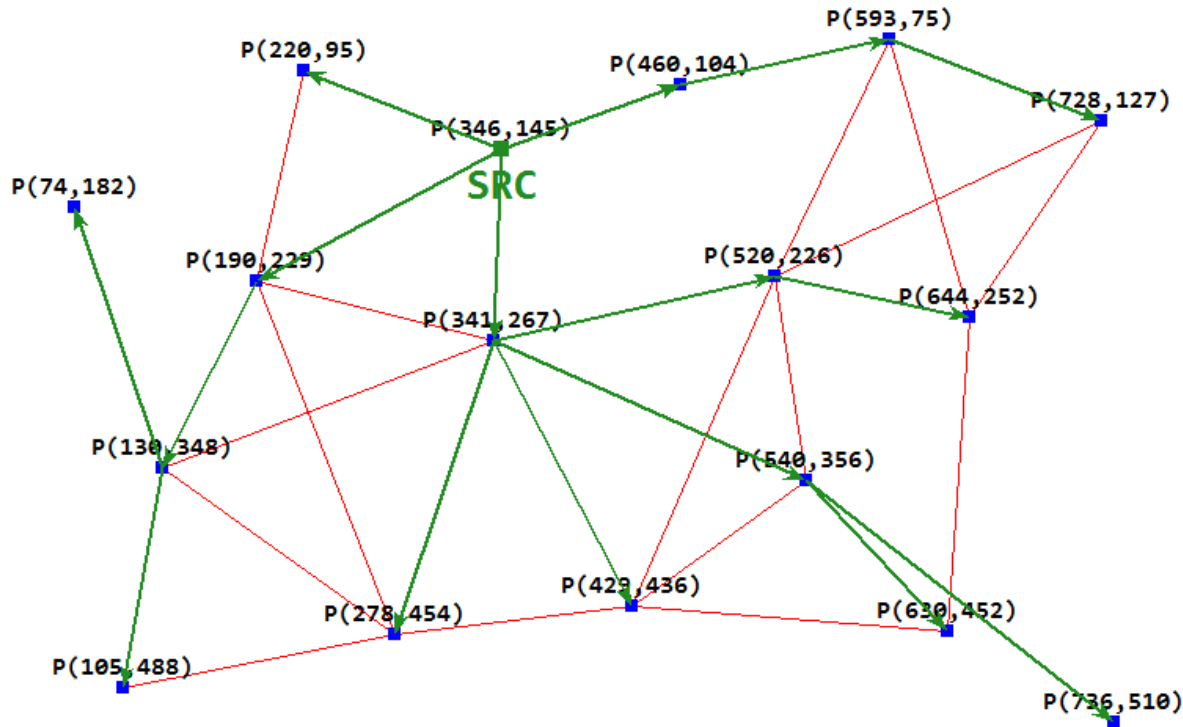 P(593,75)
P(220,95)
P(460,104)
P(728,127)
P(346,145)
SRC
P(74,182)
P(190,229)
P(520,226)
P(644,252)
P(341,267)
P(130,348)
P(540,356)
P(429,436)
P(278,454)
P(630,452)
P(105,488)
P(736,510)